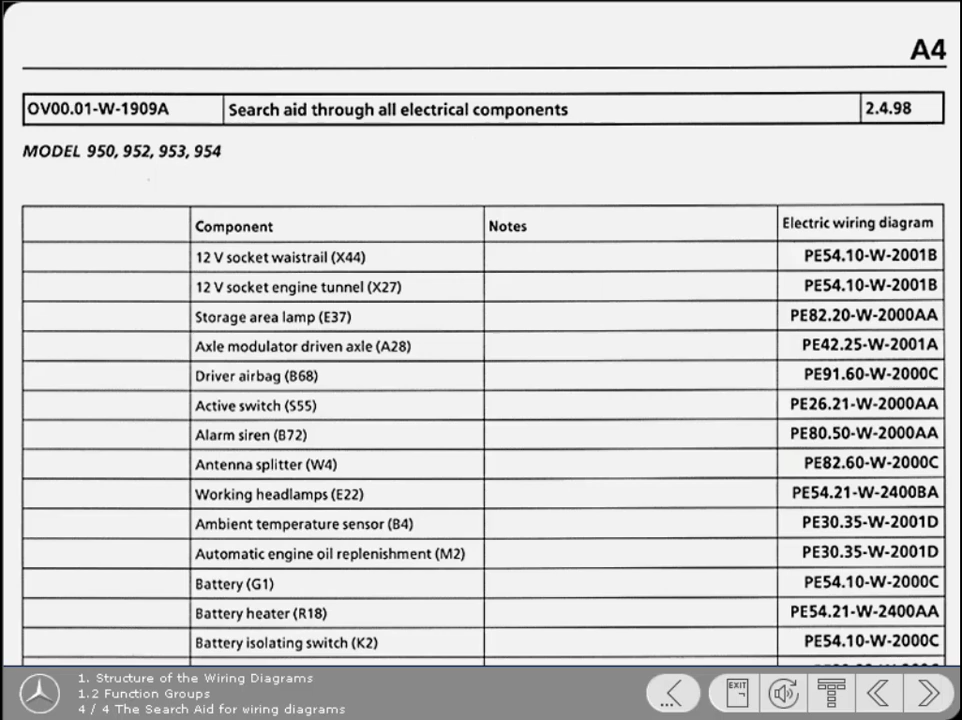 A4
OV00.01-W-1909A Search aid through all electrical components 2.4.98
MODEL 950, 952, 953, 954
Component Notes Electric wiring diagram
12 V socket waistrail (X44) PE54.10-W-2001B
12 V socket engine tunnel (X27) PE54.10-W-2001B
Storage area lamp (E37) PE82.20-W-2000AA
Axle modulator driven axle (A28) PE42.25-W-2001A
Driver airbag (B68) PE91.60-W-2000C
Active switch (S55) PE26.21-W-2000AA
Alarm siren (B72) PE80.50-W-2000AA
Antenna splitter (W4) PE82.60-W-2000C
Working headlamps (E22) PE54.21-W-2400BA
Ambient temperature sensor (B4) PE30.35-W-2001D
Automatic engine oil replenishment (M2) PE30.35-W-2001D
Battery (G1) PE54.10-W-2000C
Battery heater (R18) PE54.21-W-2400AA
Battery isolating switch (K2) PE54.10-W-2000C
1. Structure of the Wiring Diagrams
1.2 Function Groups
4 / 4 The Search Aid for wiring diagrams
EXIT